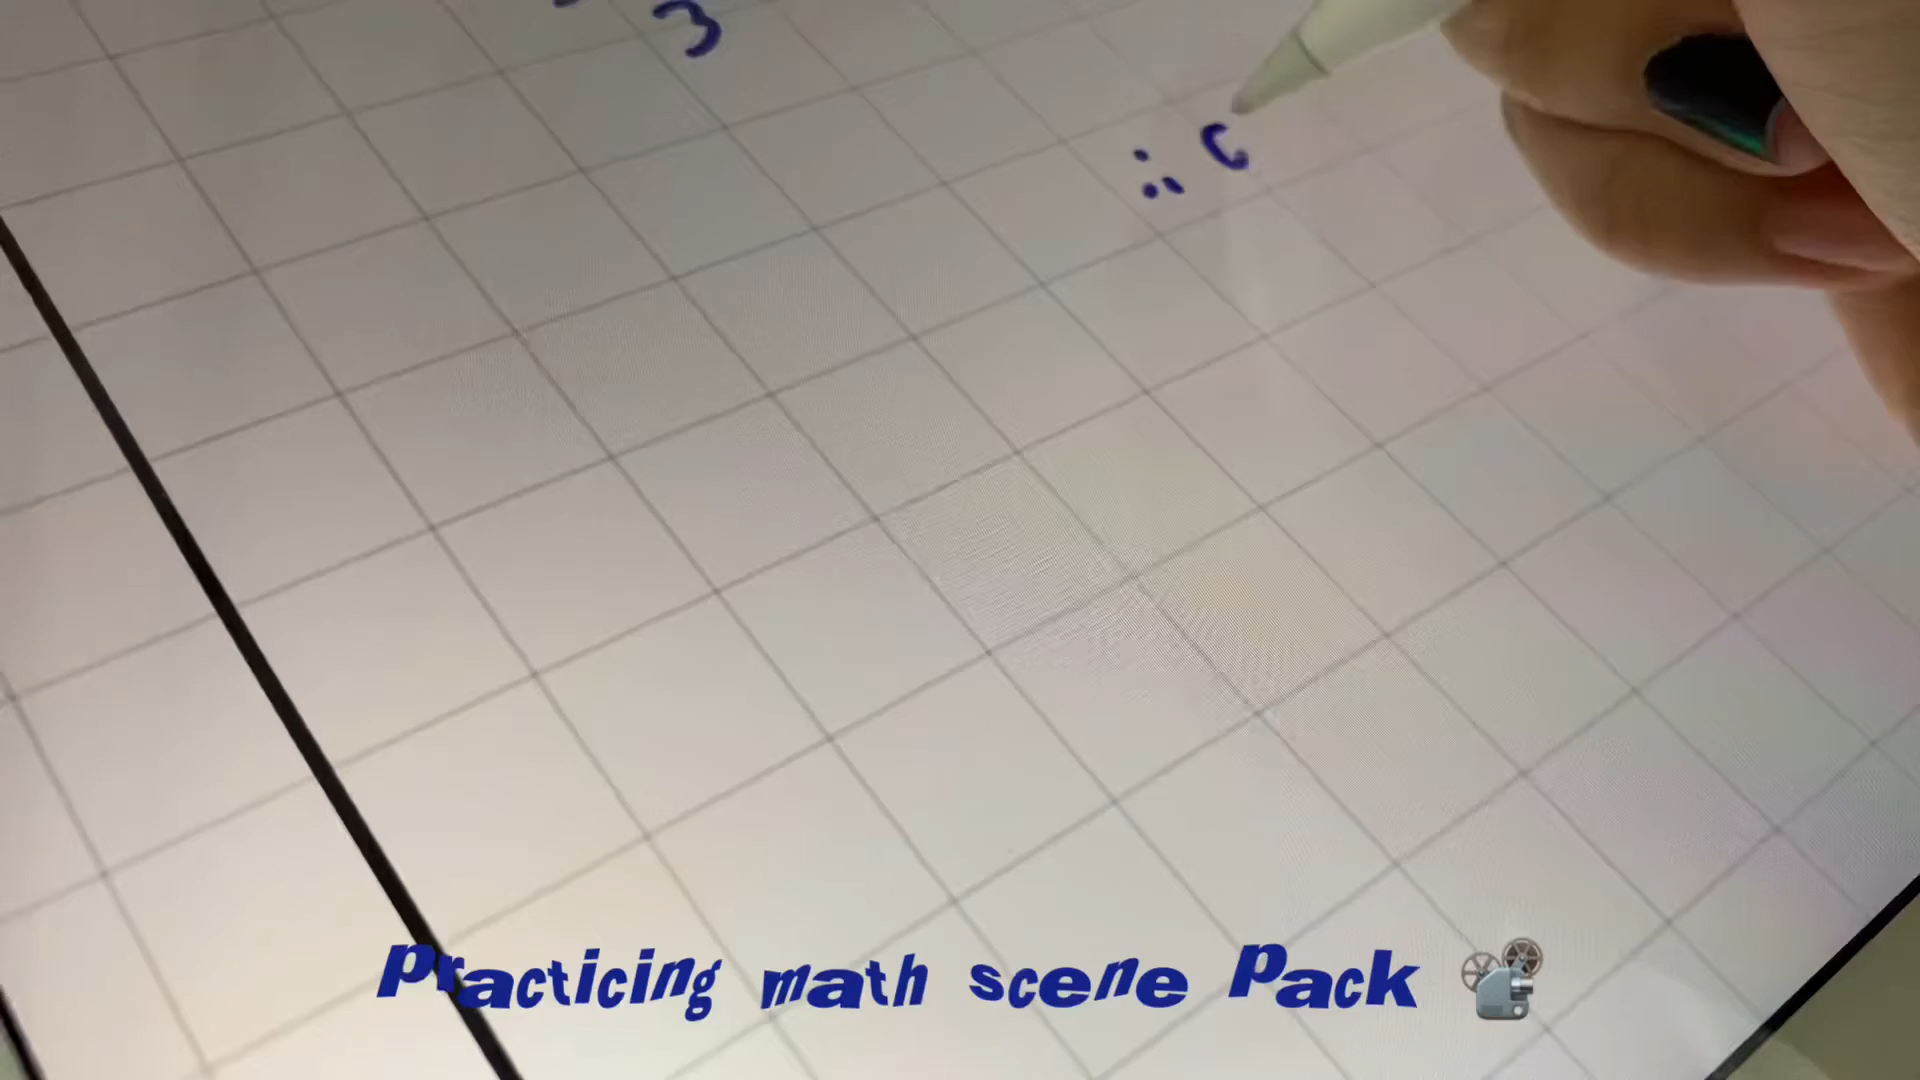 3
∴ c
Practicing math scene Pack 📽